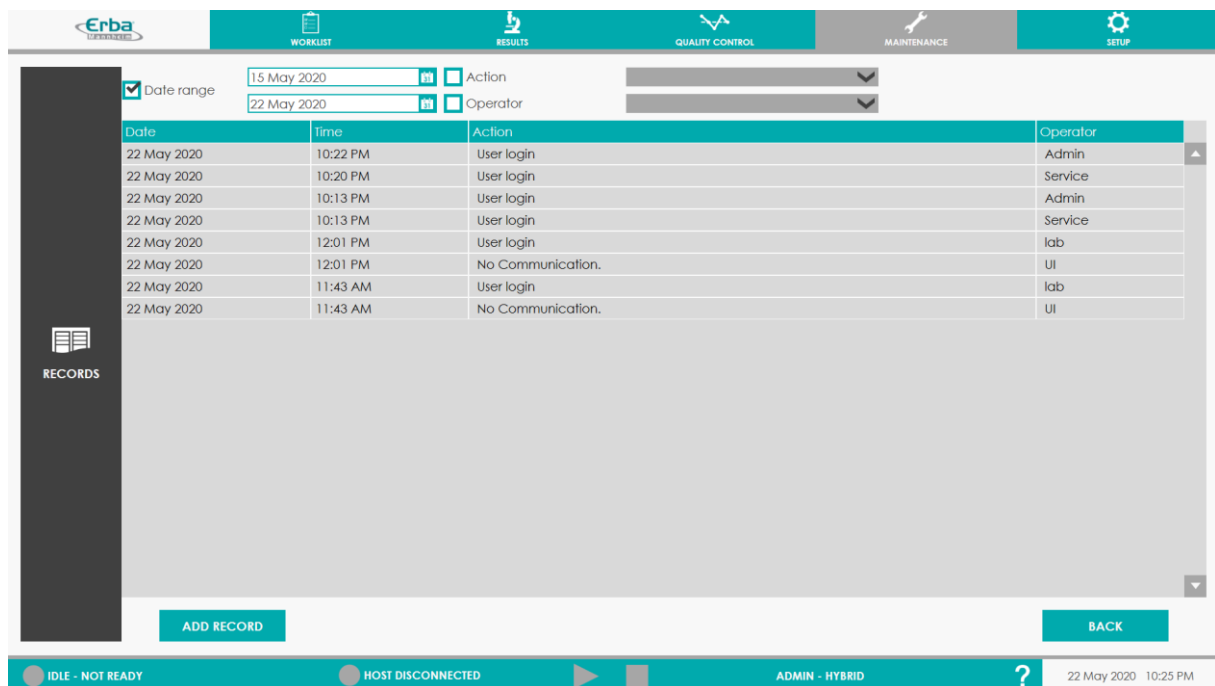 Erba
Mannheim
WORKLIST
RESULTS
QUALITY CONTROL
MAINTENANCE
SETUP
Date range
15 May 2020
Action
22 May 2020
Operator
Date Time Action Operator
22 May 2020 10:22 PM User login Admin
22 May 2020 10:20 PM User login Service
22 May 2020 10:13 PM User login Admin
22 May 2020 10:13 PM User login Service
22 May 2020 12:01 PM User login lab
22 May 2020 12:01 PM No Communication. UI
22 May 2020 11:43 AM User login lab
22 May 2020 11:43 AM No Communication. UI
RECORDS
ADD RECORD
BACK
IDLE - NOT READY HOST DISCONNECTED ADMIN - HYBRID ? 22 May 2020 10:25 PM